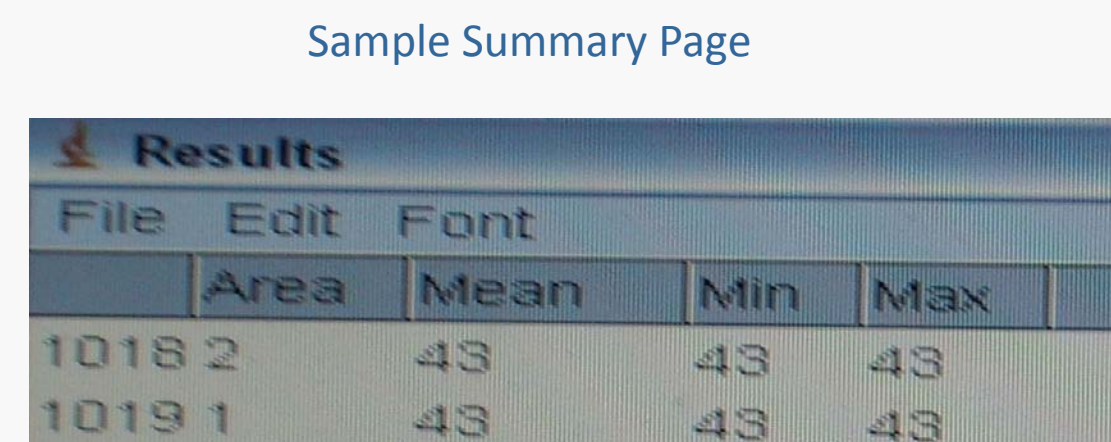 Sample Summary Page
Results
File Edit Font
Area Mean Min Max
1018 2 43 43 43
1019 1 43 43 43